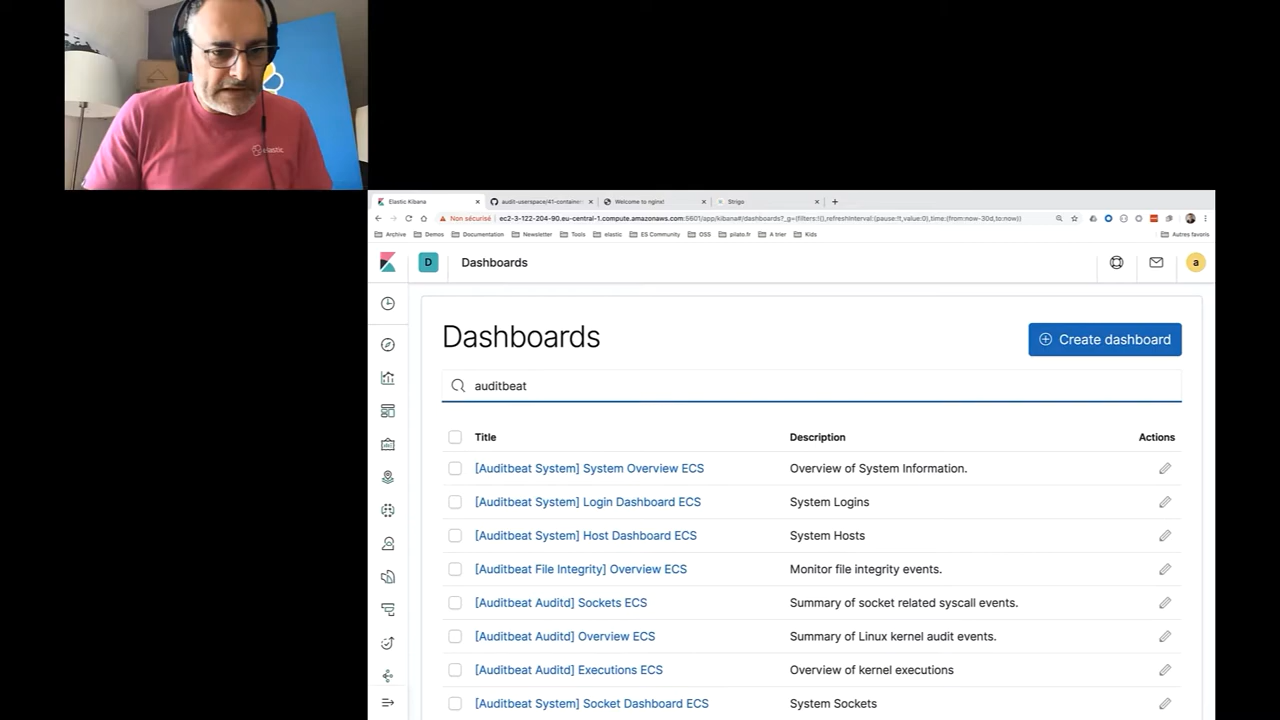 elastic
Elastic Kibana
audit-userspace/41-container
Welcome to nginx!
Strigo
Non sécurisé
ec2-3-122-204-90.eu-central-1.compute.amazonaws.com:5601/app/kibana#/dashboards?_g=(filters:!(),refreshInterval:(pause:!t,value:0),time:(from:now-30d,to:now))
Archive Demos Documentation Newsletter Tools elastic ES Community OSS pilato.fr A trier Kids Autres favoris
D Dashboards a
Dashboards
Create dashboard
auditbeat
Title Description Actions
[Auditbeat System] System Overview ECS Overview of System Information.
[Auditbeat System] Login Dashboard ECS System Logins
[Auditbeat System] Host Dashboard ECS System Hosts
[Auditbeat File Integrity] Overview ECS Monitor file integrity events.
[Auditbeat Auditd] Sockets ECS Summary of socket related syscall events.
[Auditbeat Auditd] Overview ECS Summary of Linux kernel audit events.
[Auditbeat Auditd] Executions ECS Overview of kernel executions
[Auditbeat System] Socket Dashboard ECS System Sockets